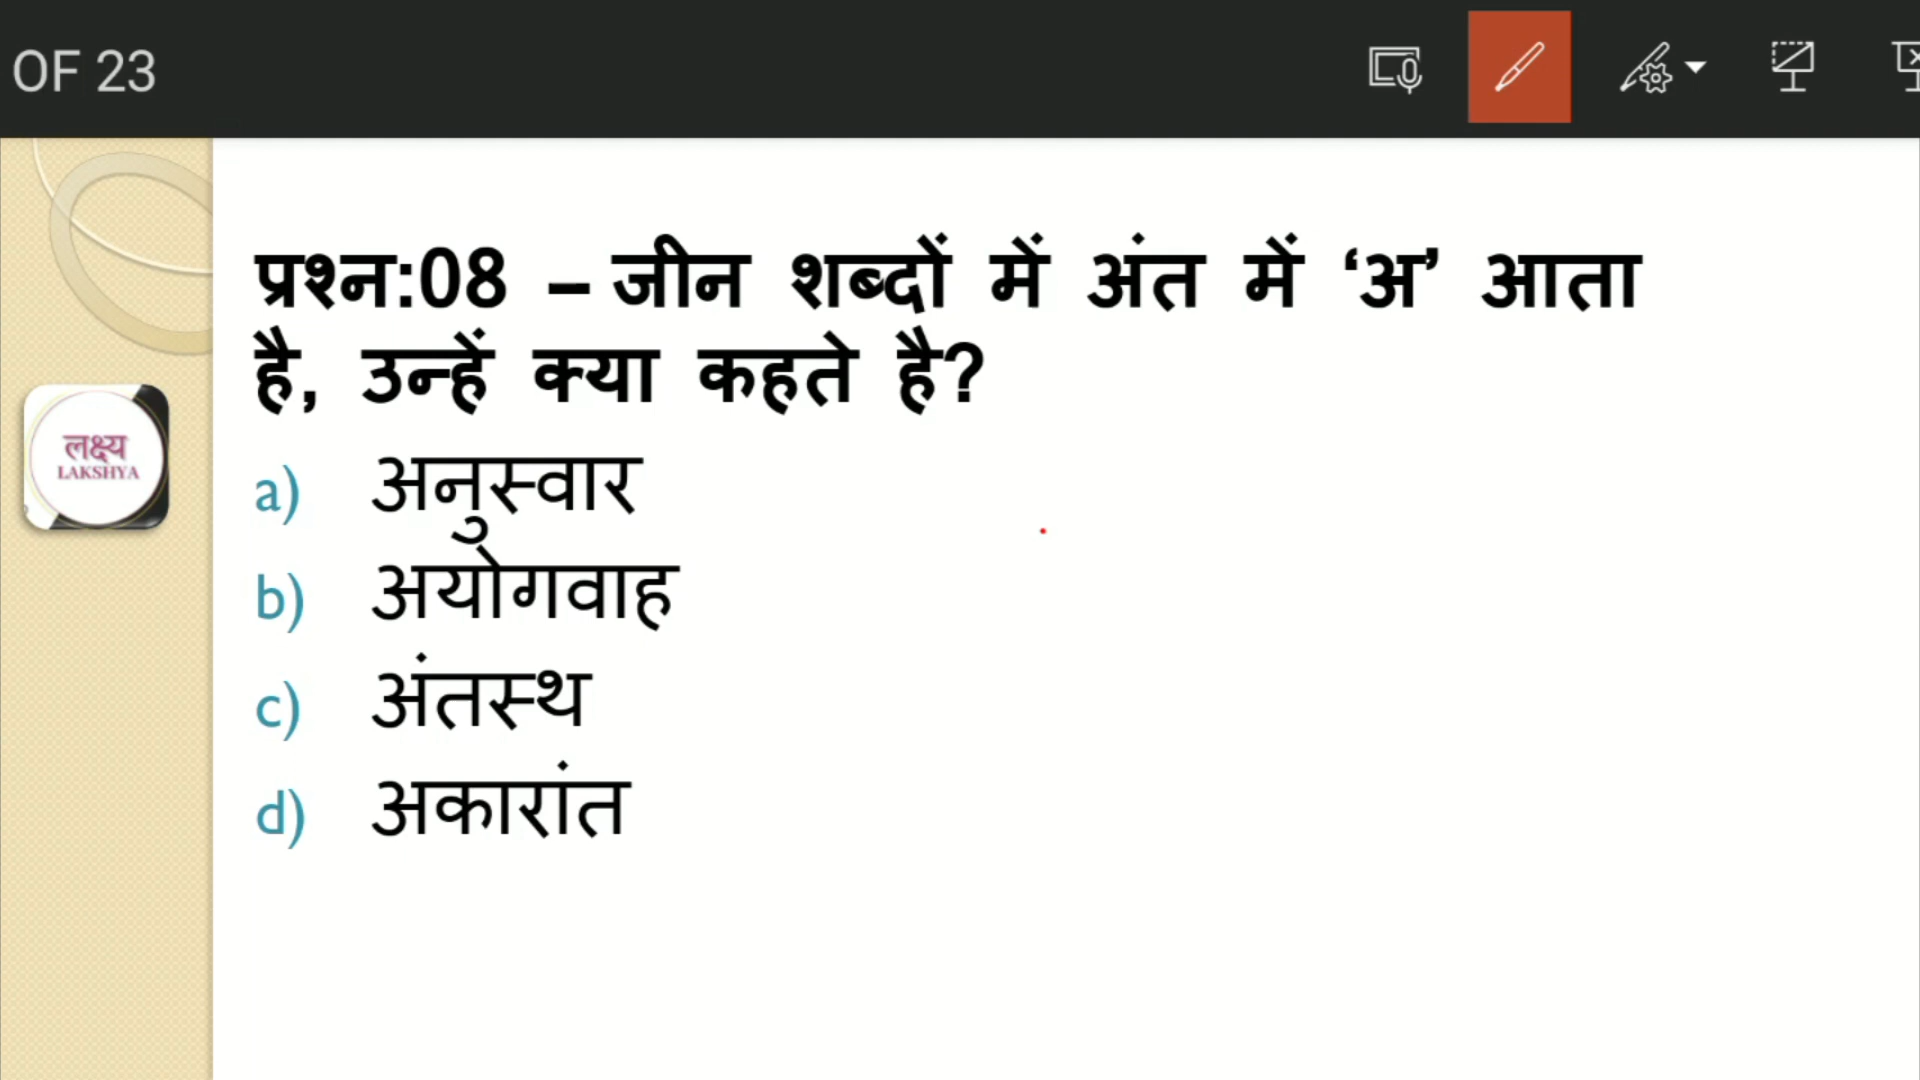 OF 23
प्रश्न:08 – जीन शब्दों में अंत में ‘अ’ आता
है, उन्हें क्या कहते है?
लक्ष्य
LAKSHYA
a) अनुस्वार
b) अयोगवाह
c) अंतस्थ
d) अकारांत